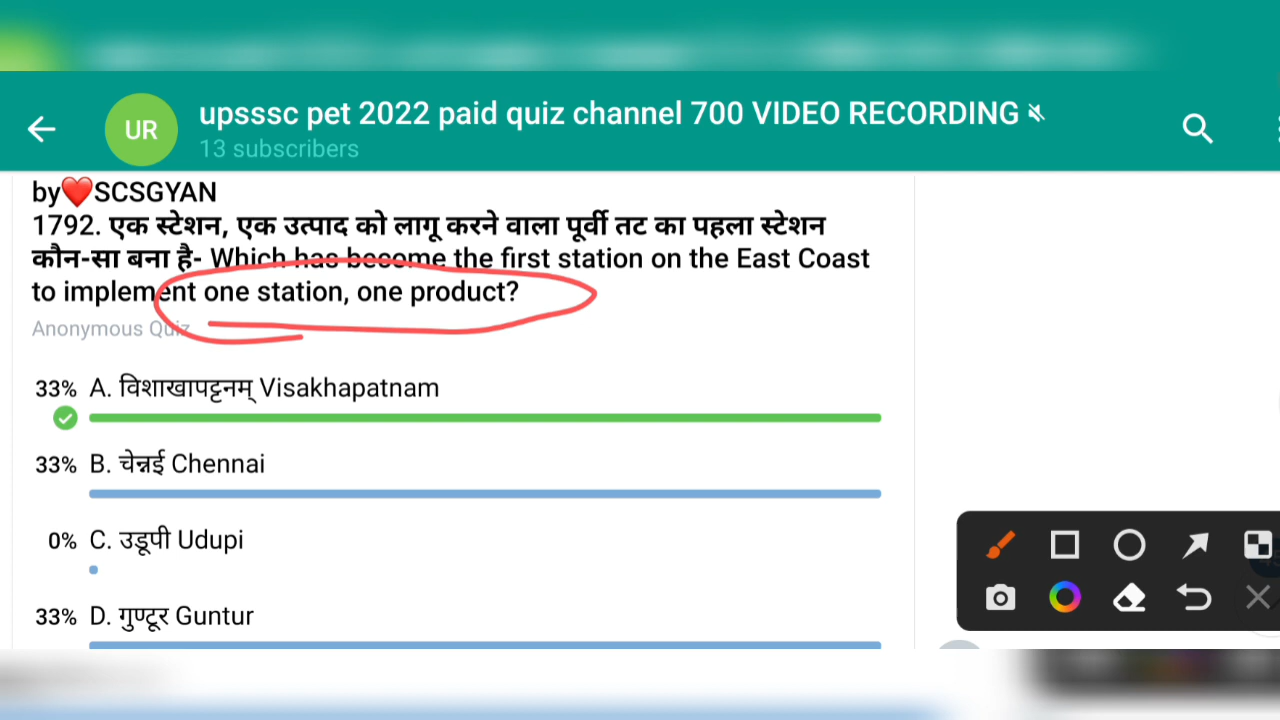 UR
upsssc pet 2022 paid quiz channel 700 VIDEO RECORDING
13 subscribers
by❤️SCSGYAN
1792. एक स्टेशन, एक उत्पाद को लागू करने वाला पूर्वी तट का पहला स्टेशन
कौन-सा बना है- Which has become the first station on the East Coast
to implement one station, one product?
Anonymous Quiz
33% A. विशाखापट्टनम् Visakhapatnam
33% B. चेन्नई Chennai
0% C. उडूपी Udupi
33% D. गुण्टूर Guntur